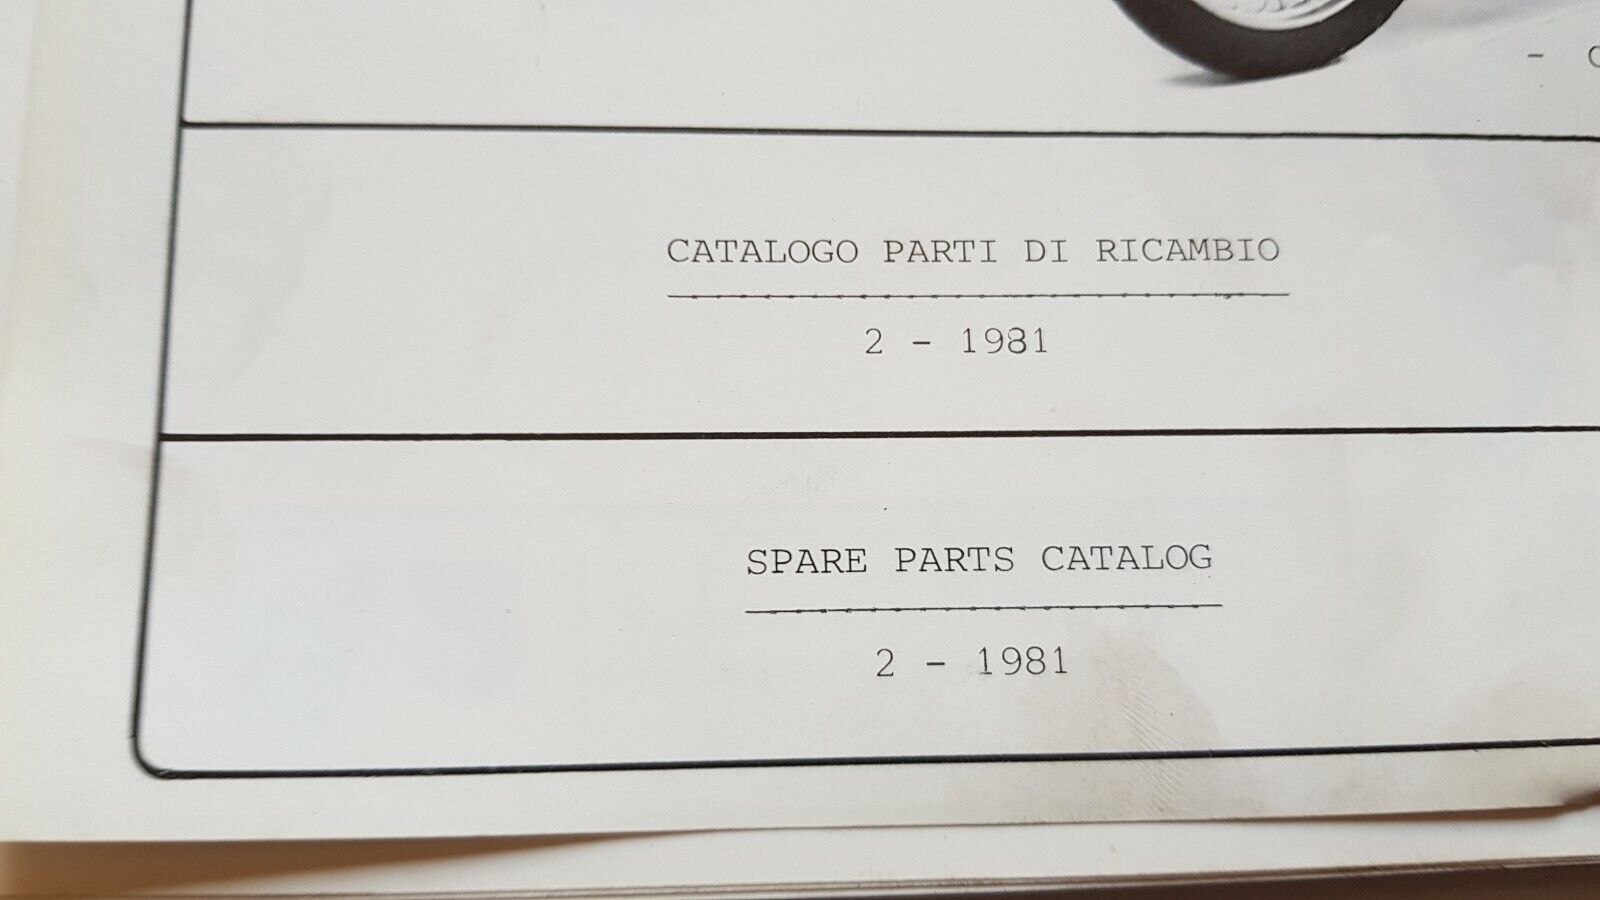 CATALOGO PARTI DI RICAMBIO
2 - 1981
SPARE PARTS CATALOG
2 - 1981